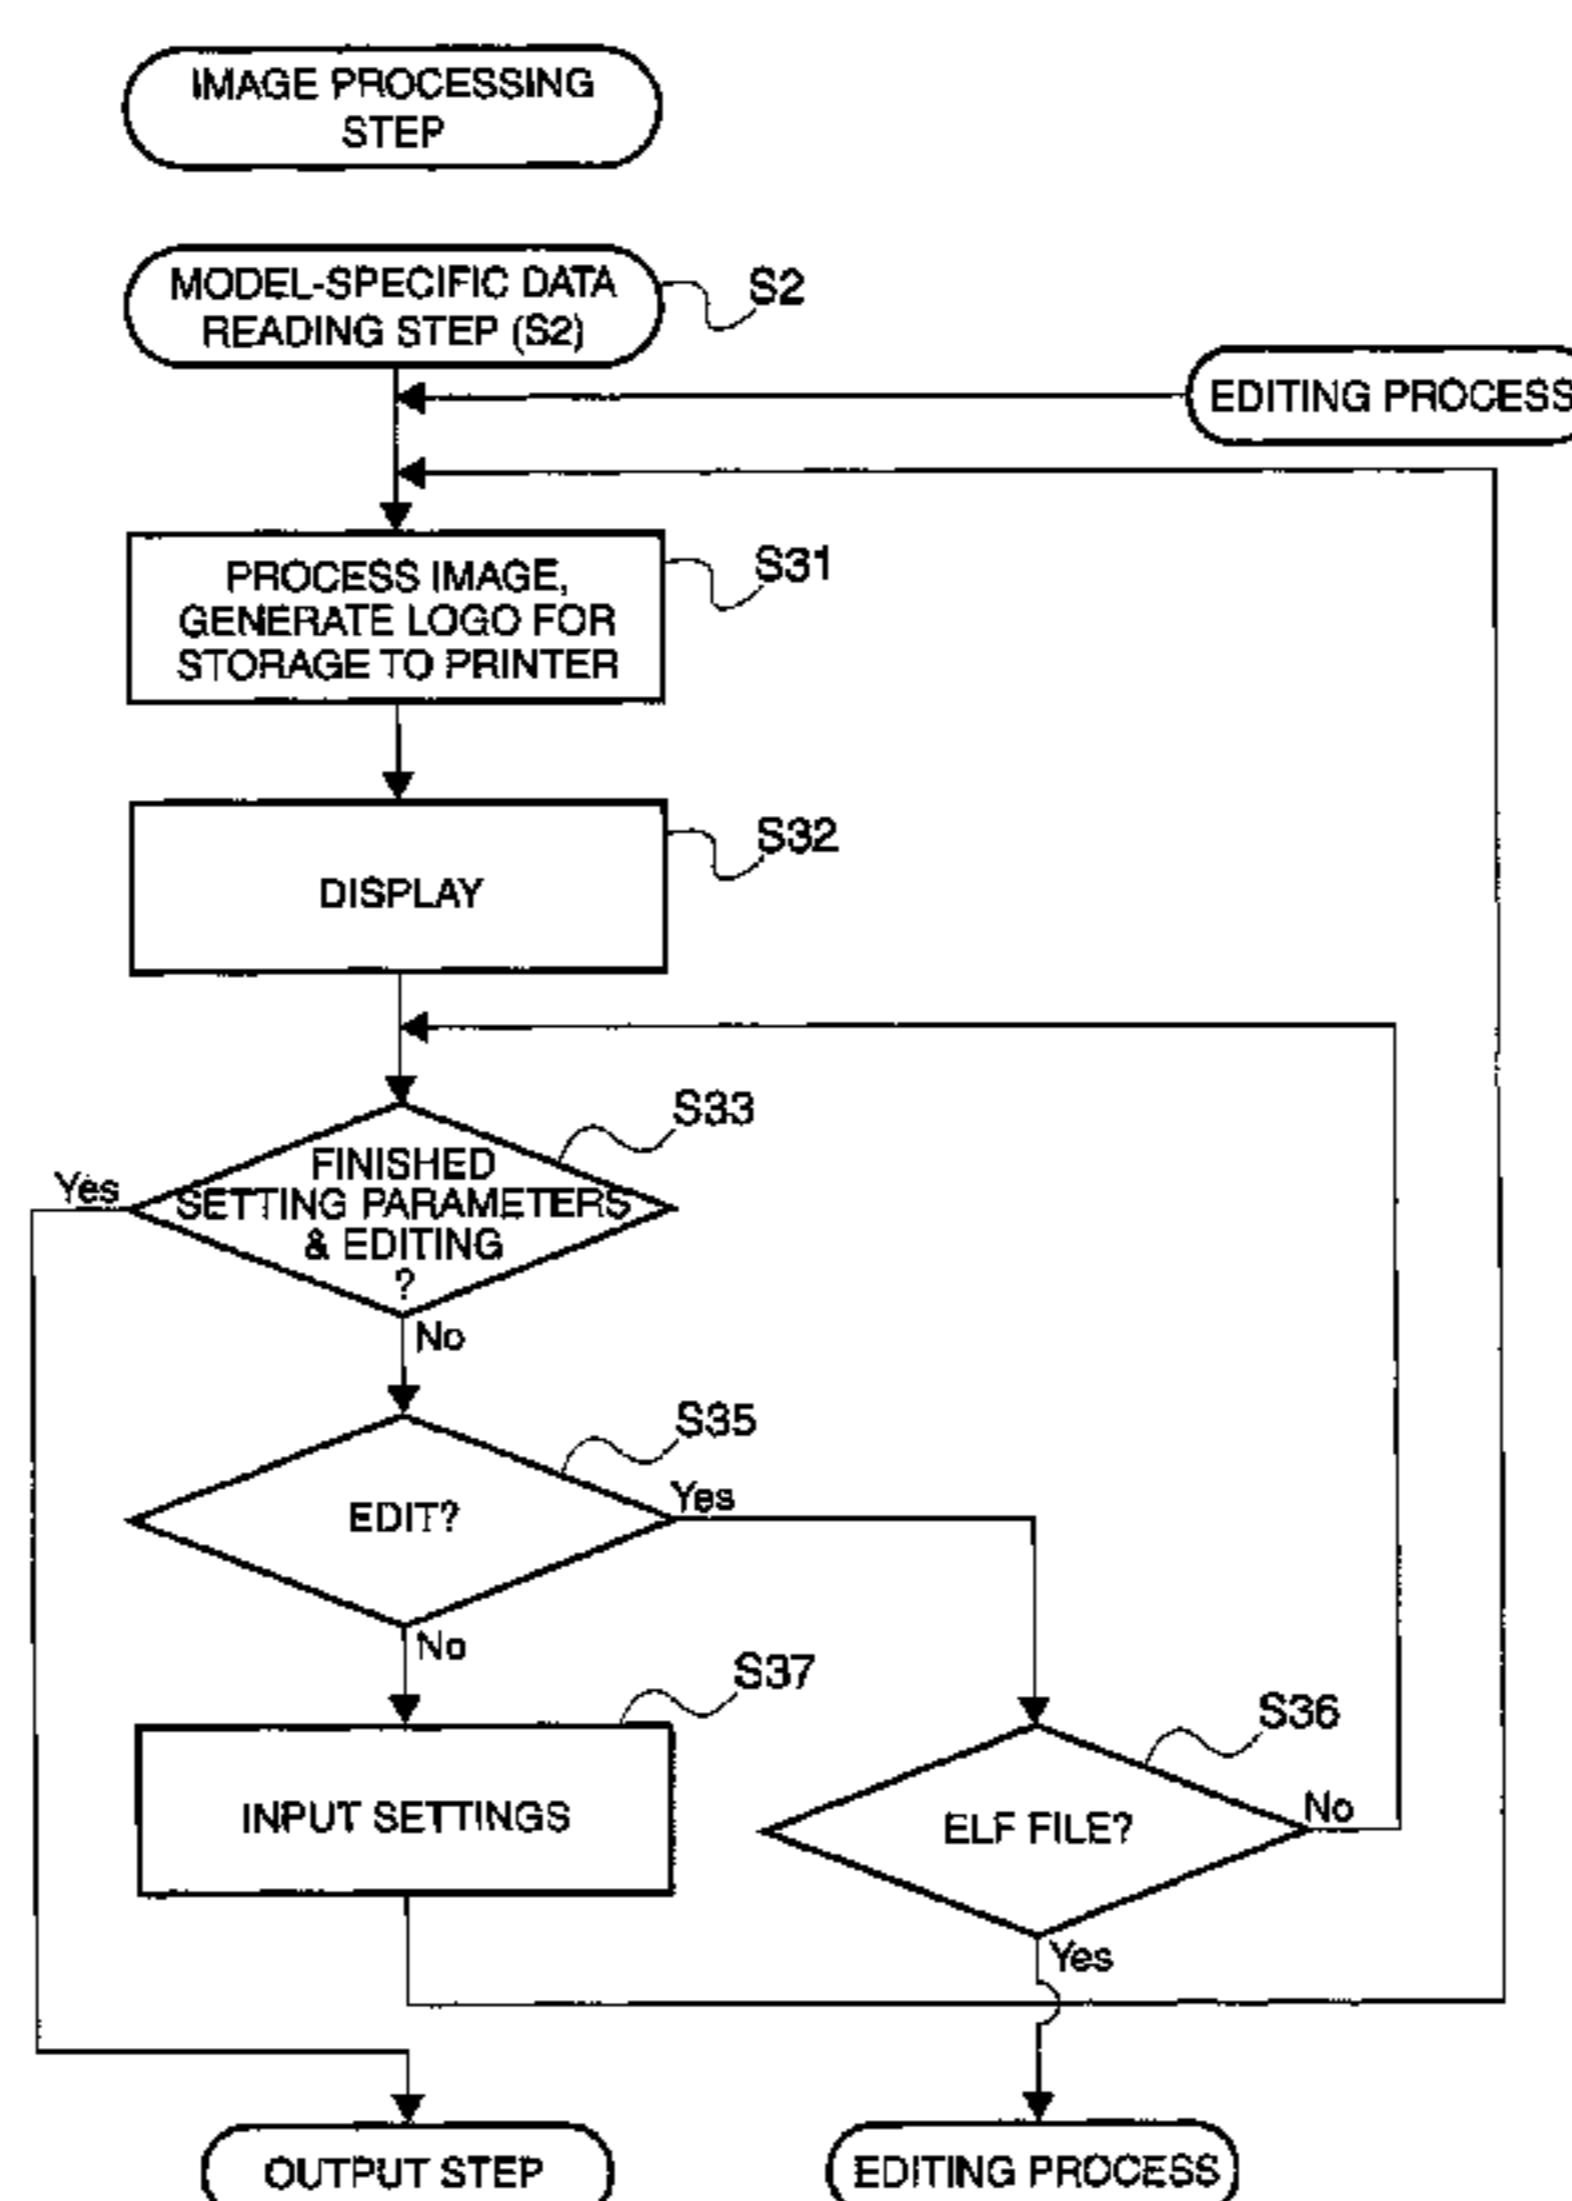 IMAGE PROCESSING
STEP
MODEL-SPECIFIC DATA
READING STEP (S2)
S2
EDITING PROCESS
PROCESS IMAGE,
GENERATE LOGO FOR
STORAGE TO PRINTER
S31
DISPLAY
S32
S33
Yes
FINISHED
SETTING PARAMETERS
& EDITING
?
No
S35
EDIT?
Yes
No
S37
INPUT SETTINGS
S36
ELF FILE?
No
Yes
OUTPUT STEP
EDITING PROCESS